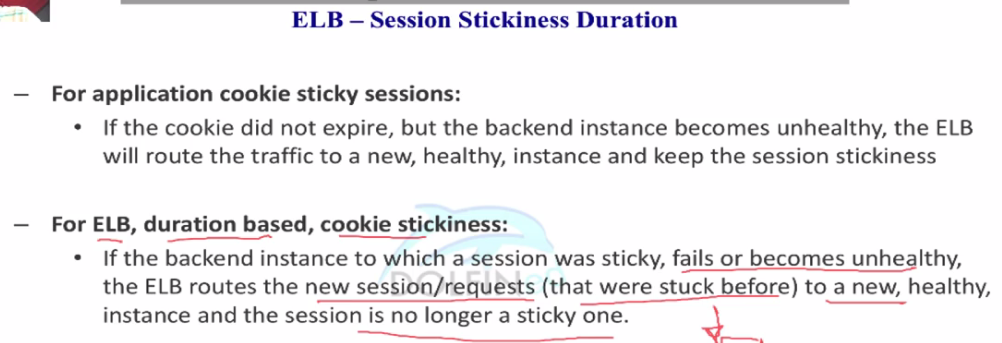 ELB – Session Stickiness Duration
– For application cookie sticky sessions:
• If the cookie did not expire, but the backend instance becomes unhealthy, the ELB
will route the traffic to a new, healthy, instance and keep the session stickiness
– For ELB, duration based, cookie stickiness:
• If the backend instance to which a session was sticky, fails or becomes unhealthy,
the ELB routes the new session/requests (that were stuck before) to a new, healthy,
instance and the session is no longer a sticky one.